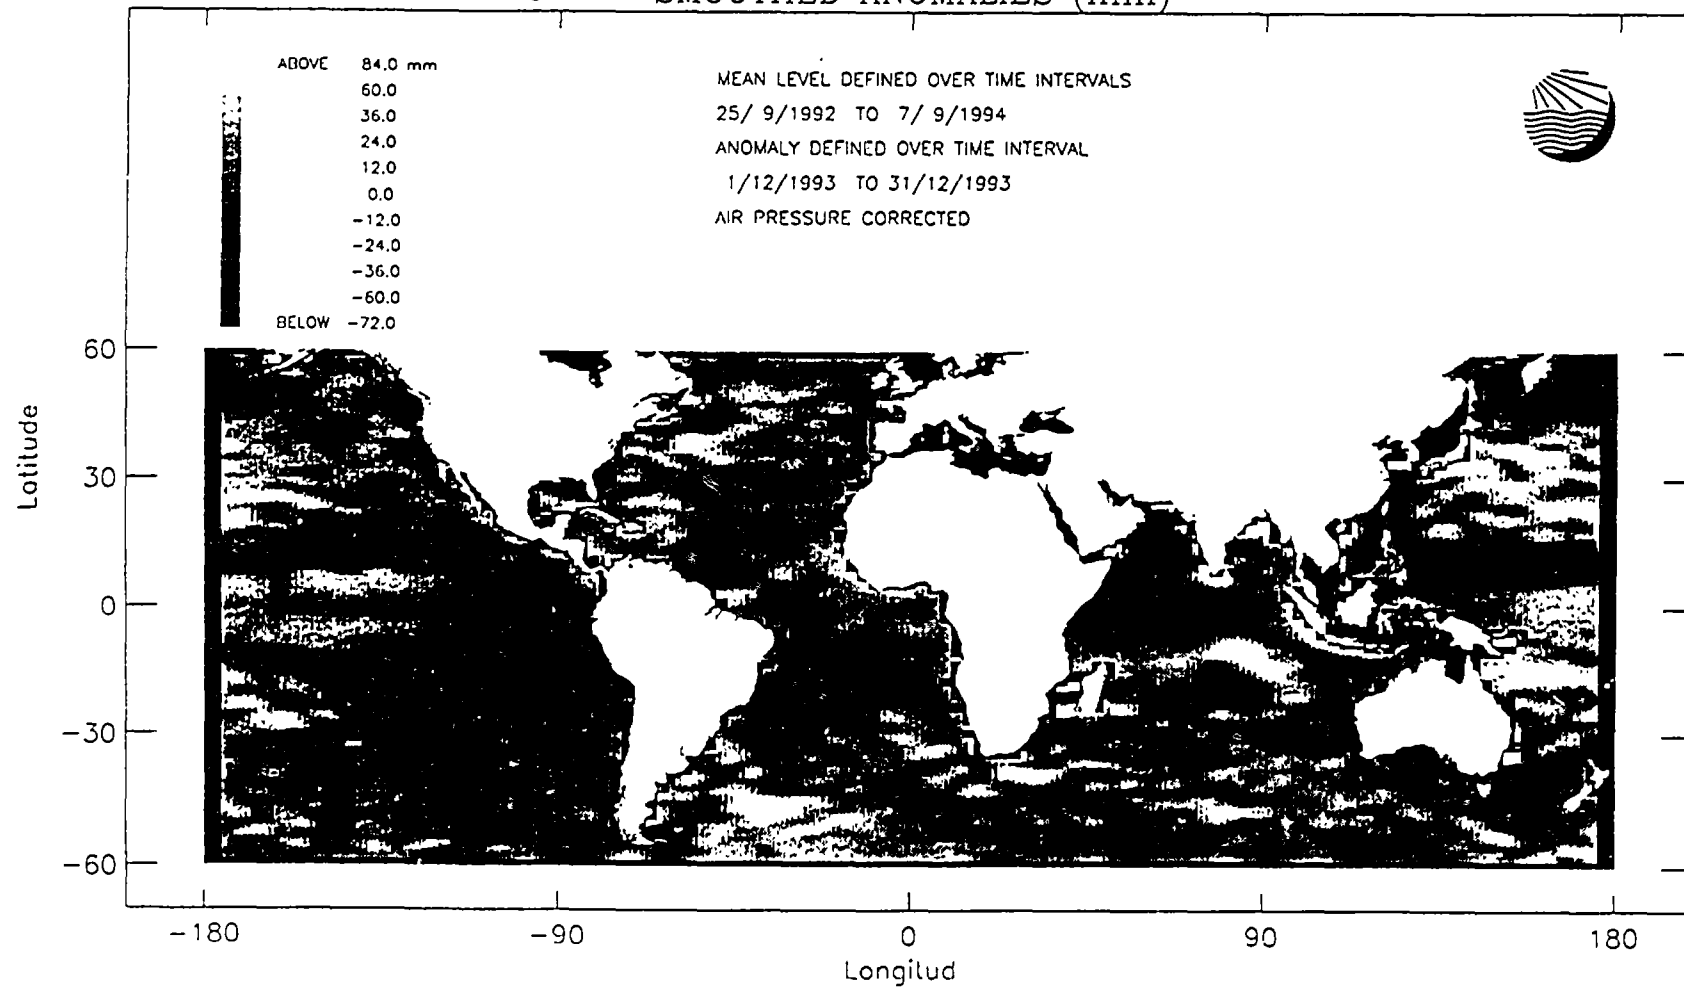 SMOOTHED ANOMALIES (mm)
ABOVE 84.0 mm
60.0
36.0
24.0
12.0
0.0
-12.0
-24.0
-36.0
-60.0
BELOW -72.0
MEAN LEVEL DEFINED OVER TIME INTERVALS
25/ 9/1992 TO 7/ 9/1994
ANOMALY DEFINED OVER TIME INTERVAL
1/12/1993 TO 31/12/1993
AIR PRESSURE CORRECTED
Latitude
60
30
0
-30
-60
-180 -90 0 90 180
Longitud